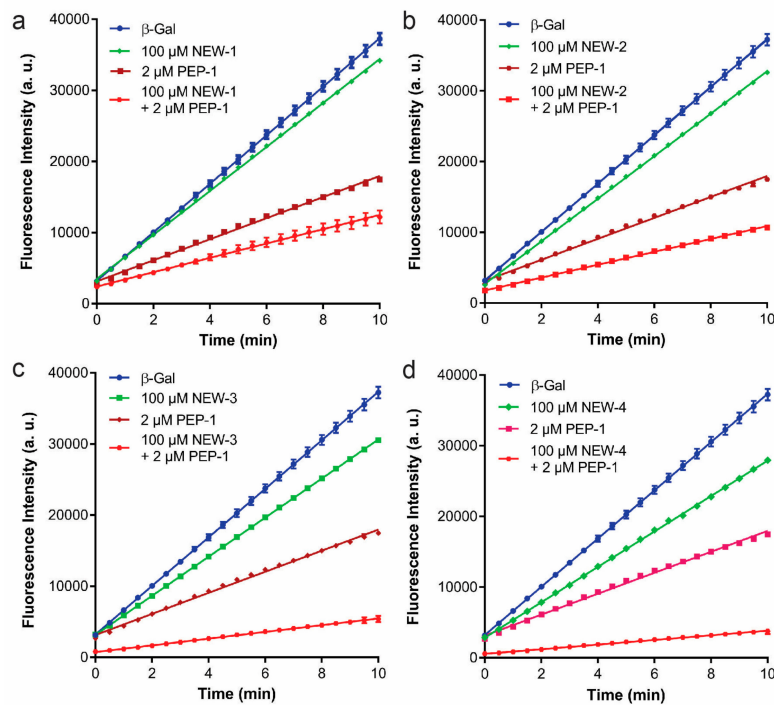 a
40000
30000
20000
10000
0
Fluorescence Intensity (a. u.)
β-Gal
100 µM NEW-1
2 µM PEP-1
100 µM NEW-1
+ 2 µM PEP-1
0 2 4 6 8 10
Time (min)
b
40000
30000
20000
10000
0
Fluorescence Intensity (a. u.)
β-Gal
100 µM NEW-2
2 µM PEP-1
100 µM NEW-2
+ 2 µM PEP-1
0 2 4 6 8 10
Time (min)
c
40000
30000
20000
10000
0
Fluorescence Intensity (a. u.)
β-Gal
100 µM NEW-3
2 µM PEP-1
100 µM NEW-3
+ 2 µM PEP-1
0 2 4 6 8 10
Time (min)
d
40000
30000
20000
10000
0
Fluorescence Intensity (a. u.)
β-Gal
100 µM NEW-4
2 µM PEP-1
100 µM NEW-4
+ 2 µM PEP-1
0 2 4 6 8 10
Time (min)